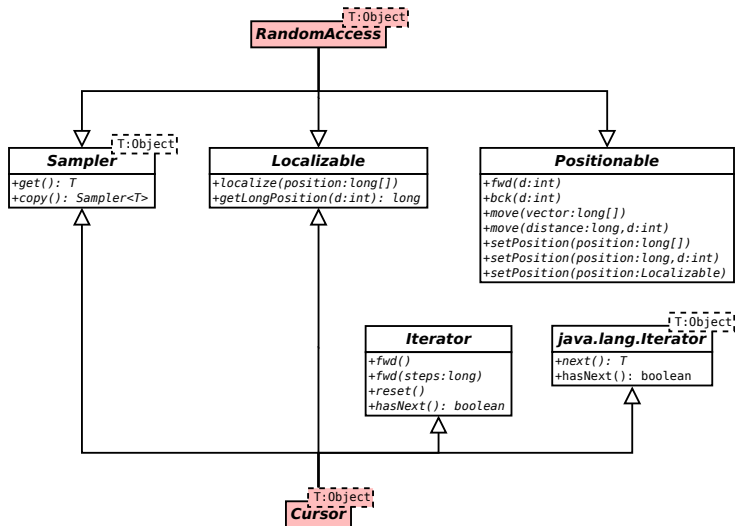 T:Object
RandomAccess
T:Object
Sampler
+get(): T
+copy(): Sampler<T>
Localizable
+localize(position:long[])
+getLongPosition(d:int): long
Positionable
+fwd(d:int)
+bck(d:int)
+move(vector:long[])
+move(distance:long,d:int)
+setPosition(position:long[])
+setPosition(position:long,d:int)
+setPosition(position:Localizable)
Iterator
+fwd()
+fwd(steps:long)
+reset()
+hasNext(): boolean
T:Object
java.lang.Iterator
+next(): T
+hasNext(): boolean
T:Object
Cursor